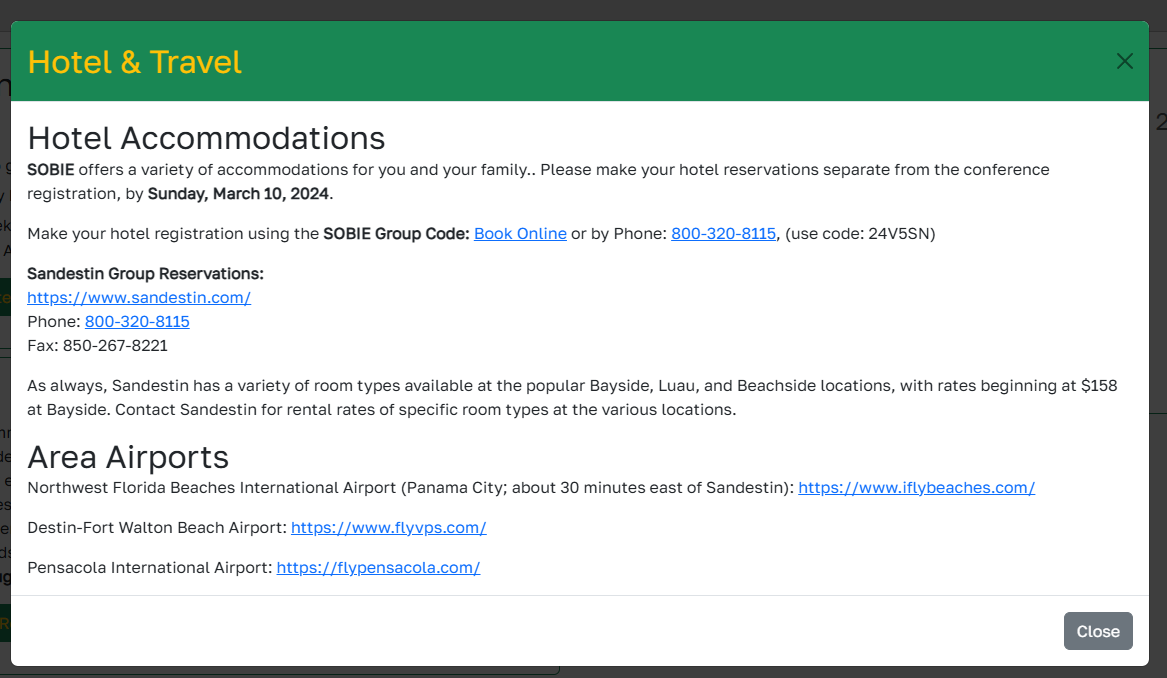 Hotel & Travel
Hotel Accommodations
SOBIE offers a variety of accommodations for you and your family.. Please make your hotel reservations separate from the conference
registration, by Sunday, March 10, 2024.
Make your hotel registration using the SOBIE Group Code: Book Online or by Phone: 800-320-8115, (use code: 24V5SN)
Sandestin Group Reservations:
https://www.sandestin.com/
Phone: 800-320-8115
Fax: 850-267-8221
As always, Sandestin has a variety of room types available at the popular Bayside, Luau, and Beachside locations, with rates beginning at $158
at Bayside. Contact Sandestin for rental rates of specific room types at the various locations.
Area Airports
Northwest Florida Beaches International Airport (Panama City; about 30 minutes east of Sandestin): https://www.iflybeaches.com/
Destin-Fort Walton Beach Airport: https://www.flyvps.com/
Pensacola International Airport: https://flypensacola.com/
Close